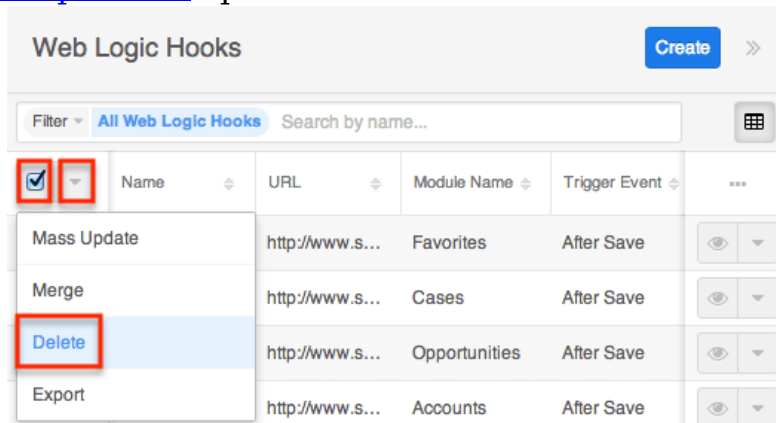 Web Logic Hooks Create
Filter All Web Logic Hooks Search by name...
Name URL Module Name Trigger Event
Mass Update http://www.s... Favorites After Save
Merge http://www.s... Cases After Save
Delete http://www.s... Opportunities After Save
Export http://www.s... Accounts After Save